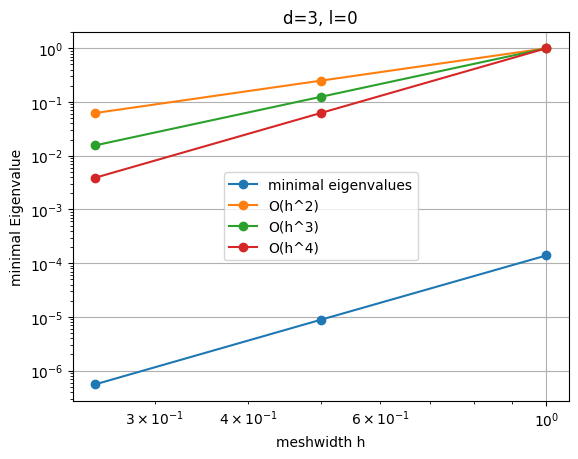 d=3, l=0
minimal Eigenvalue
10^0
10^-1
10^-2
10^-3
10^-4
10^-5
10^-6
minimal eigenvalues
O(h^2)
O(h^3)
O(h^4)
3 × 10^-1
4 × 10^-1
6 × 10^-1
10^0
meshwidth h